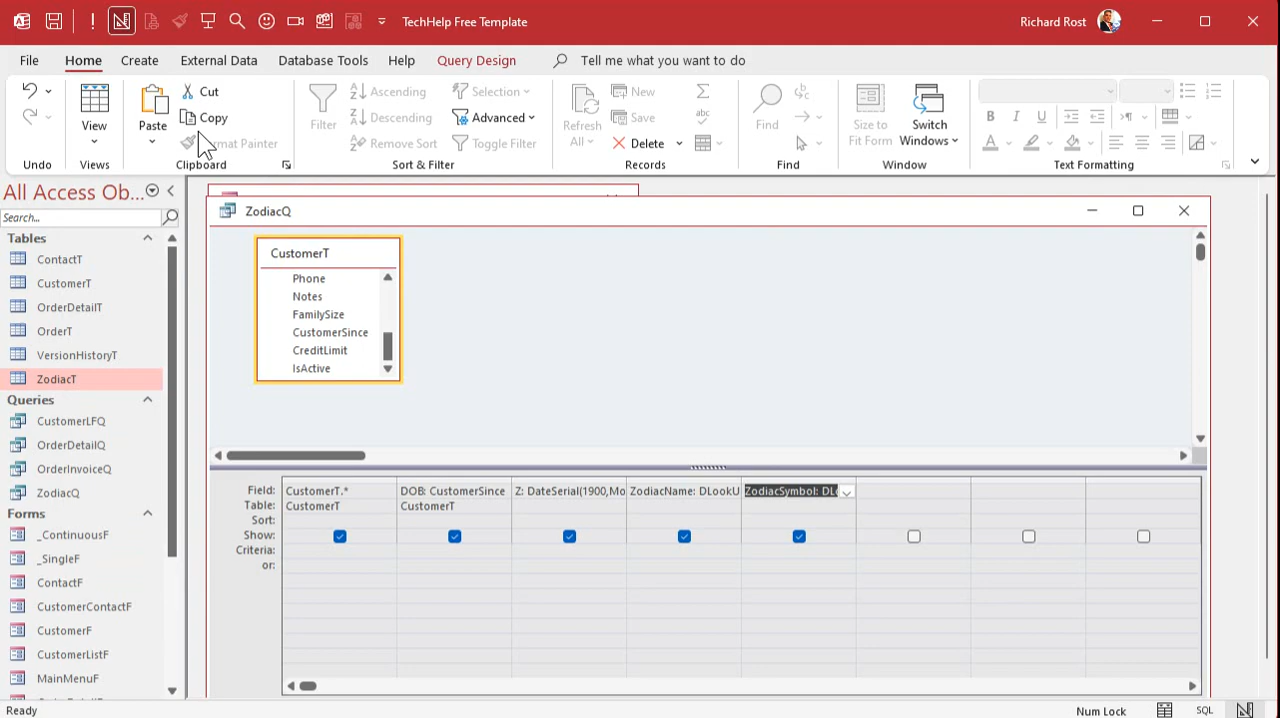 TechHelp Free Template
Richard Rost
File
Home
Create
External Data
Database Tools
Help
Query Design
Tell me what you want to do
Undo
View
Views
Paste
Cut
Copy
rmat Painter
Clipboard
Filter
Ascending
Descending
Remove Sort
Selection
Advanced
Toggle Filter
Sort & Filter
Refresh
All
New
Save
Delete
Records
Find
Find
Size to
Fit Form
Switch
Windows
Window
B I U
A
Text Formatting
All Access Ob...
Search...
Tables
ContactT
CustomerT
OrderDetailT
OrderT
VersionHistoryT
ZodiacT
Queries
CustomerLFQ
OrderDetailQ
OrderInvoiceQ
ZodiacQ
Forms
_ContinuousF
_SingleF
ContactF
CustomerContactF
CustomerF
CustomerListF
MainMenuF
ZodiacQ
CustomerT
Phone
Notes
FamilySize
CustomerSince
CreditLimit
IsActive
Field: CustomerT.* DOB: CustomerSince Z: DateSerial(1900,Mo ZodiacName: DLookU ZodiacSymbol: DLo
Table: CustomerT CustomerT
Sort:
Show:
Criteria:
or:
Ready
Num Lock
SQL